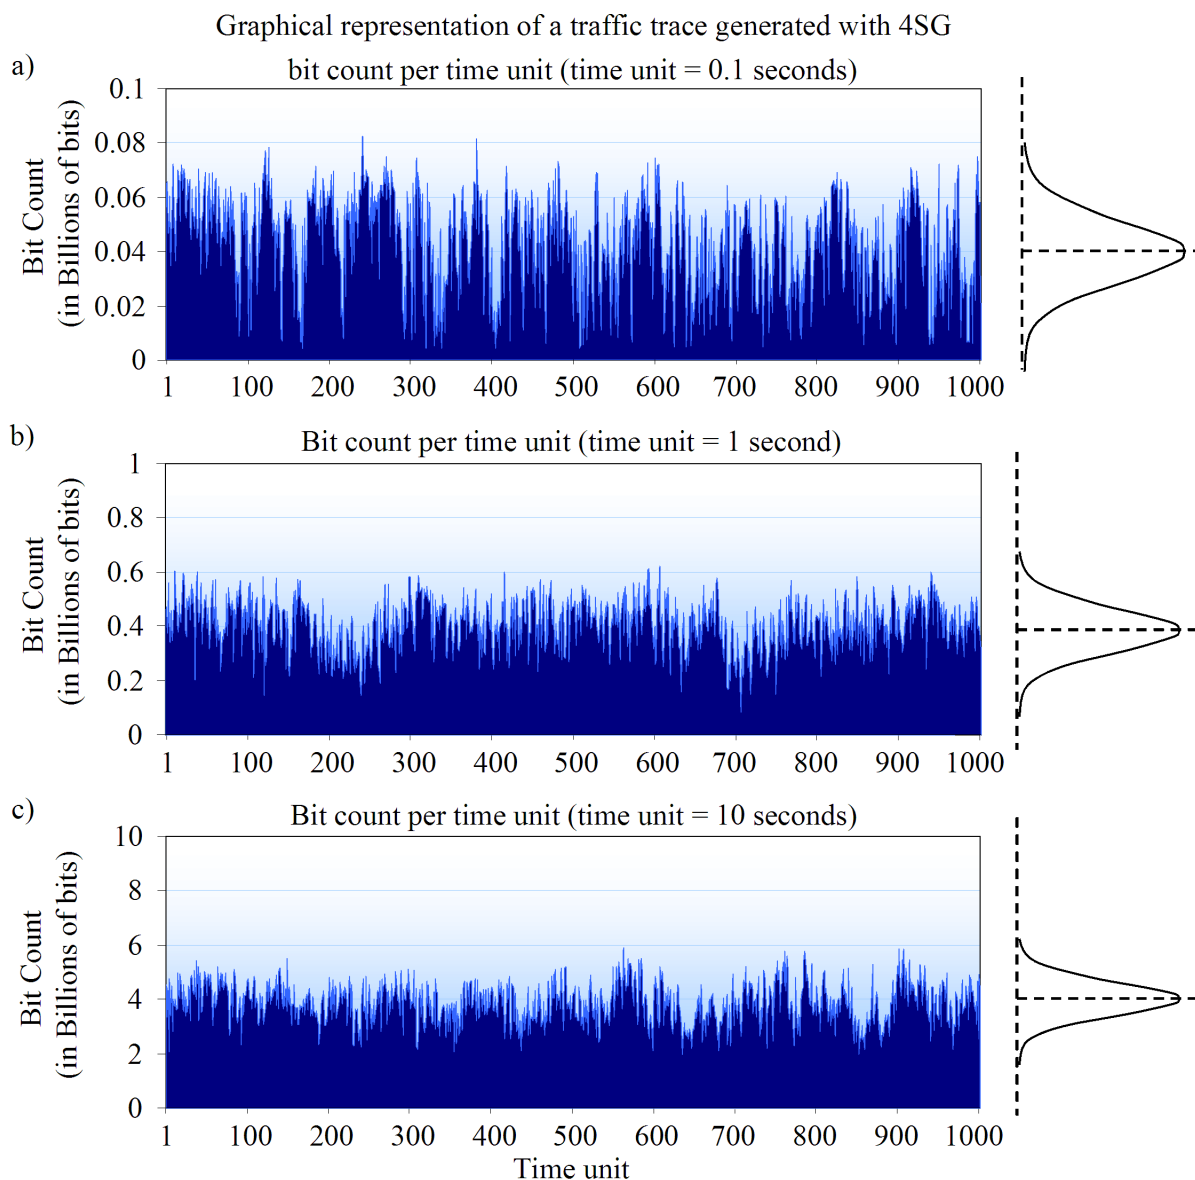 Graphical representation of a traffic trace generated with 4SG
a)
bit count per time unit (time unit = 0.1 seconds)
Bit Count
(in Billions of bits)
0.1
0.08
0.06
0.04
0.02
0
1 100 200 300 400 500 600 700 800 900 1000
b)
Bit count per time unit (time unit = 1 second)
Bit Count
(in Billions of bits)
1
0.8
0.6
0.4
0.2
0
1 100 200 300 400 500 600 700 800 900 1000
c)
Bit count per time unit (time unit = 10 seconds)
Bit Count
(in Billions of bits)
10
8
6
4
2
0
1 100 200 300 400 500 600 700 800 900 1000
Time unit